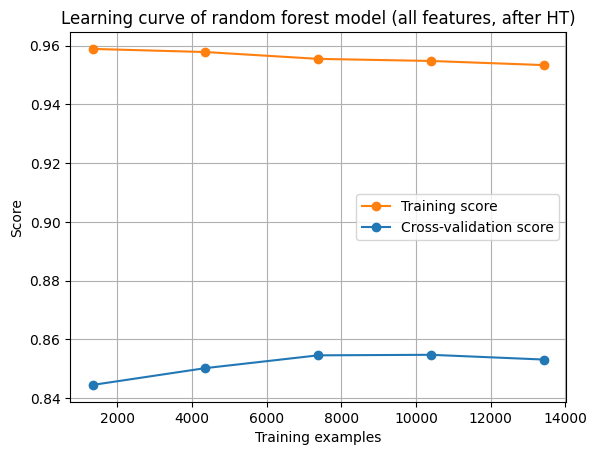 Learning curve of random forest model (all features, after HT)
Score
0.96
0.94
0.92
0.90
0.88
0.86
0.84
Training score
Cross-validation score
2000 4000 6000 8000 10000 12000 14000
Training examples